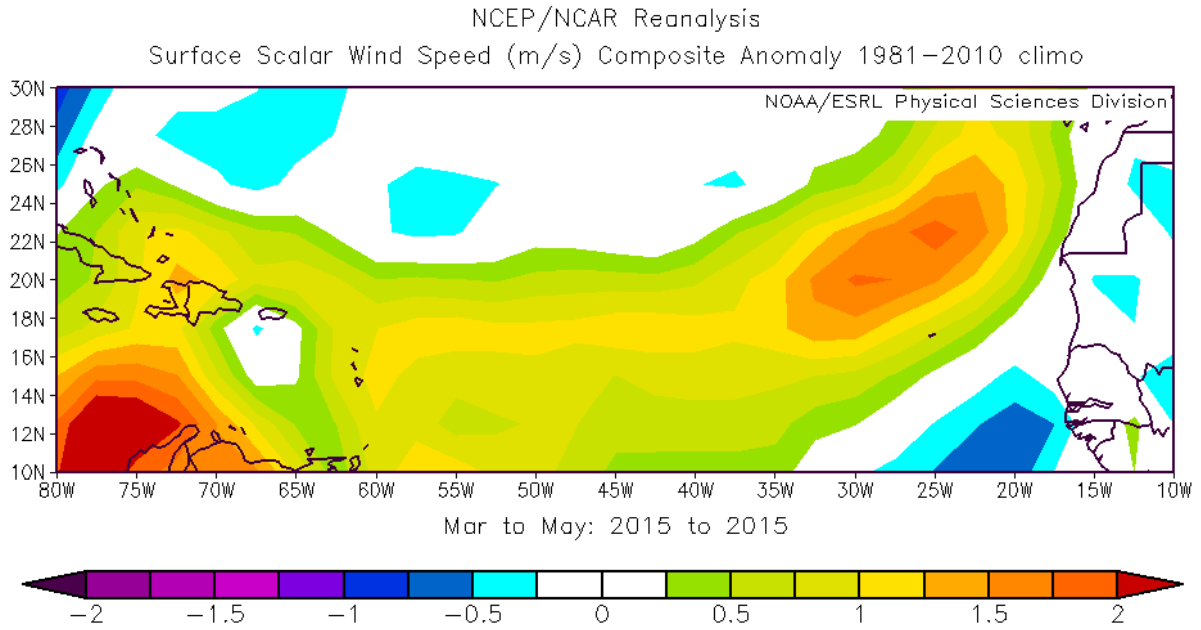 NCEP/NCAR Reanalysis
Surface Scalar Wind Speed (m/s) Composite Anomaly 1981−2010 climo
NOAA/ESRL Physical Sciences Division
30N
28N
26N
24N
22N
20N
18N
16N
14N
12N
10N
80W 75W 70W 65W 60W 55W 50W 45W 40W 35W 30W 25W 20W 15W 10W
Mar to May: 2015 to 2015
−2 −1.5 −1 −0.5 0 0.5 1 1.5 2